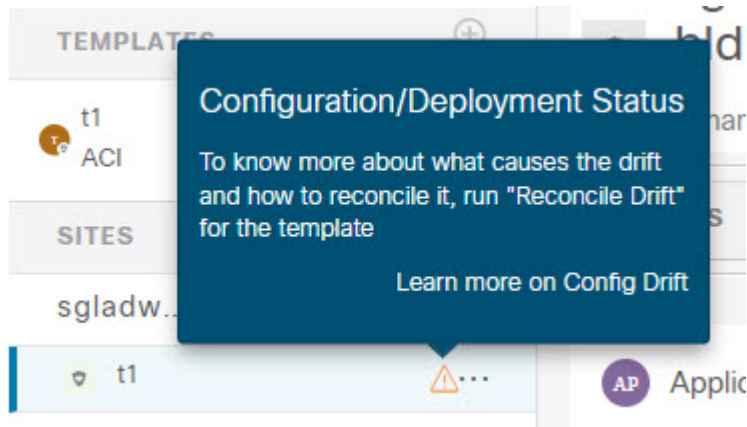 TEMPLATES
t1
ACI
Configuration/Deployment Status
To know more about what causes the drift
and how to reconcile it, run "Reconcile Drift"
for the template
Learn more on Config Drift
SITES
sgladw...
t1
AP